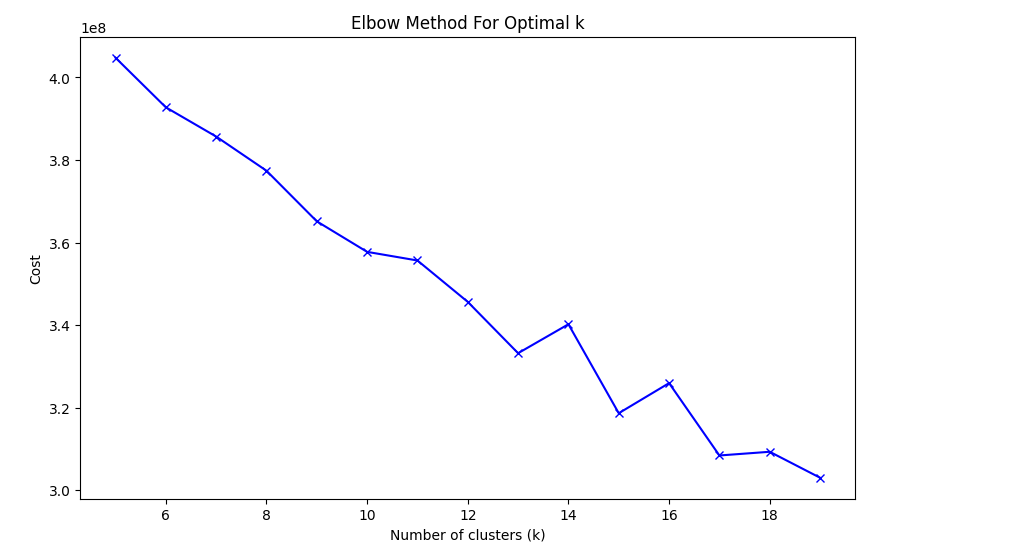 Elbow Method For Optimal k
1e8
4.0
3.8
3.6
3.4
3.2
3.0
Cost
6 8 10 12 14 16 18
Number of clusters (k)